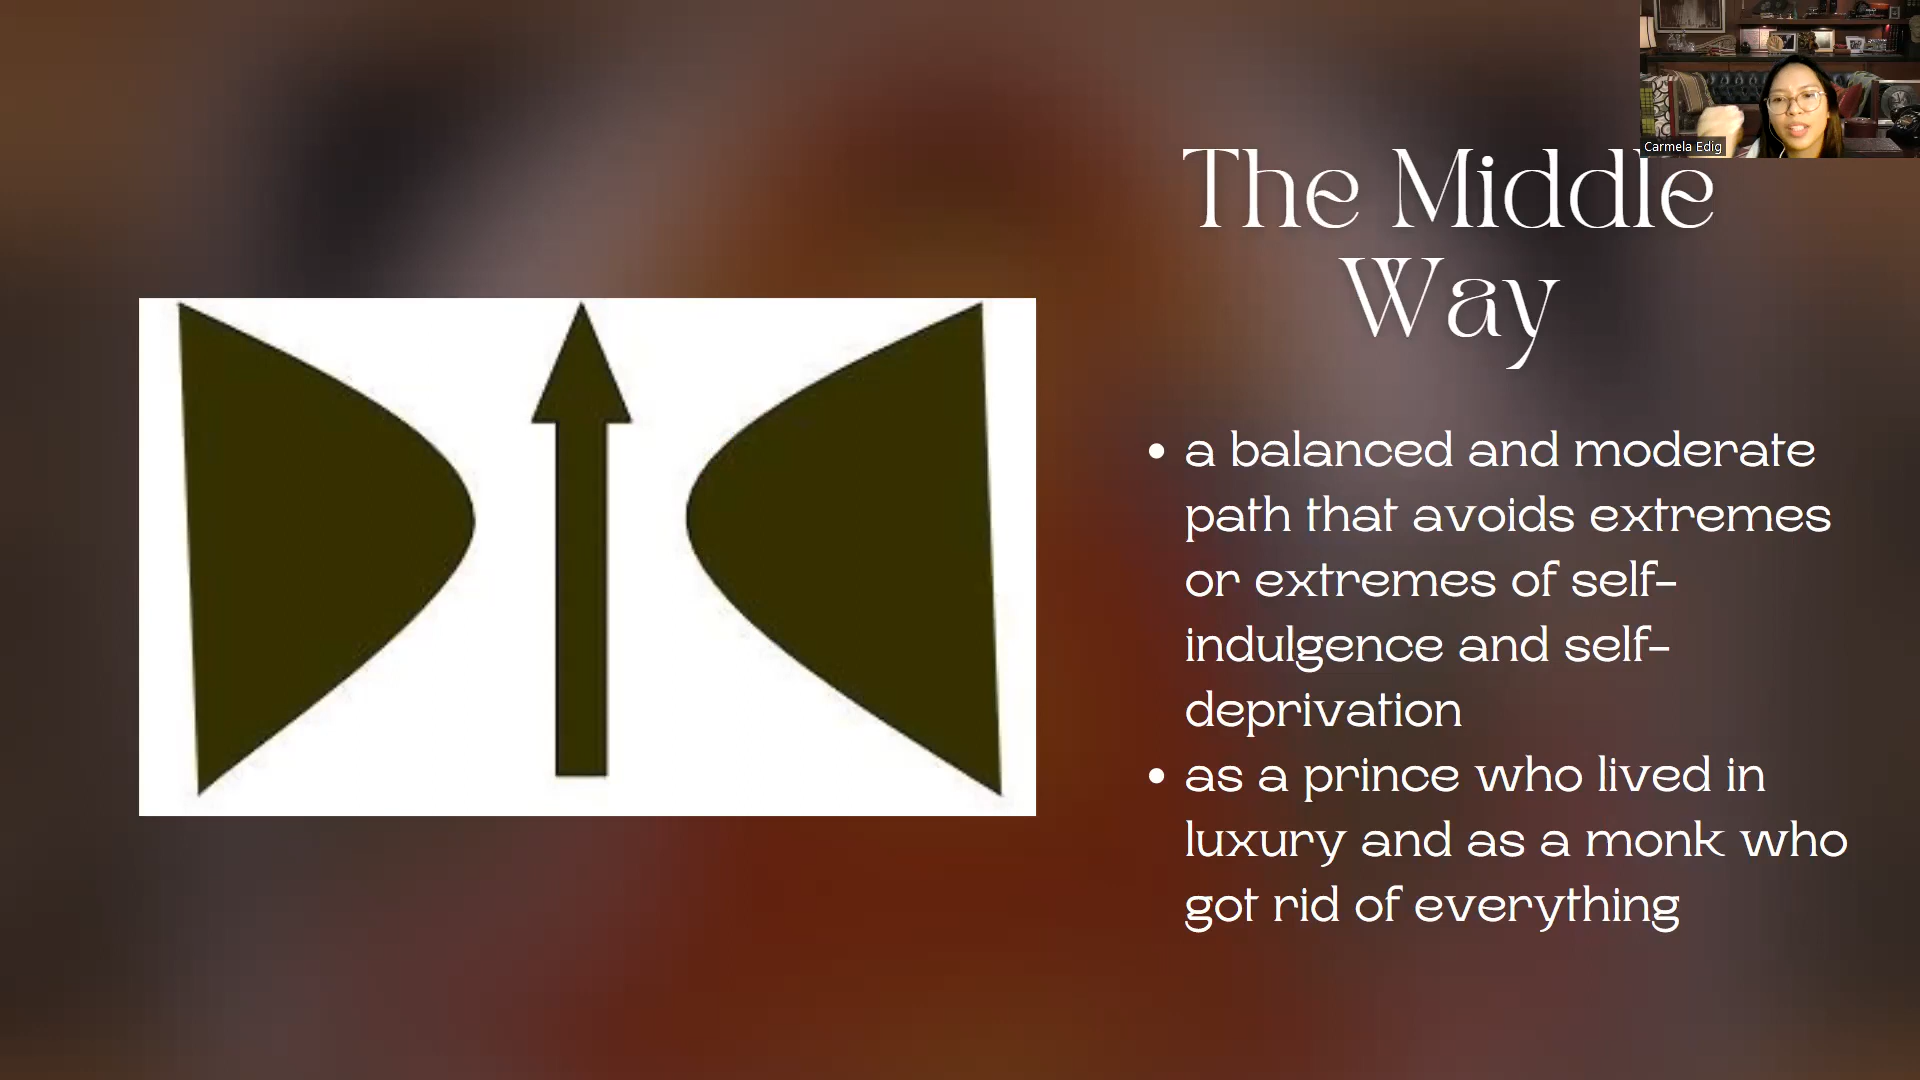 Carmela Edig
The Middle
Way
• a balanced and moderate
path that avoids extremes
or extremes of self-
indulgence and self-
deprivation
• as a prince who lived in
luxury and as a monk who
got rid of everything